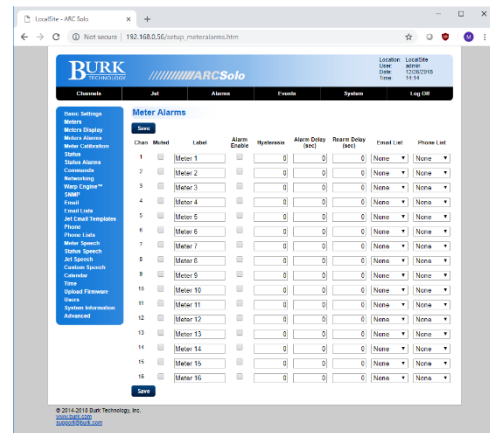 LocalSite - ARC Solo
Not secure | 192.168.0.56/setup_meteralarms.htm
BURK
TECHNOLOGY
ARCSolo
Location: LocalSite
User: admin
Date: 12/28/2018
Time: 14:14
Channels Jet Alarms Events System Log Off
Basic Settings
Meters
Meters Display
Meters Alarms
Meter Calibration
Status
Status Alarms
Commands
Networking
Warp Engine™
SNMP
Email
Email Lists
Jet Email Templates
Phone
Phone Lists
Meter Speech
Status Speech
Jet Speech
Custom Speech
Calendar
Time
Upload Firmware
Users
System Information
Advanced
Meter Alarms
Save
Chan Muted Label Alarm Enable Hysteresis Alarm Delay (sec) Rearm Delay (sec) Email List Phone List
1 Meter 1 0 0 0 None None
2 Meter 2 0 0 0 None None
3 Meter 3 0 0 0 None None
4 Meter 4 0 0 0 None None
5 Meter 5 0 0 0 None None
6 Meter 6 0 0 0 None None
7 Meter 7 0 0 0 None None
8 Meter 8 0 0 0 None None
9 Meter 9 0 0 0 None None
10 Meter 10 0 0 0 None None
11 Meter 11 0 0 0 None None
12 Meter 12 0 0 0 None None
13 Meter 13 0 0 0 None None
14 Meter 14 0 0 0 None None
15 Meter 15 0 0 0 None None
16 Meter 16 0 0 0 None None
Save
© 2014-2018 Burk Technology, Inc.
www.burk.com
support@burk.com